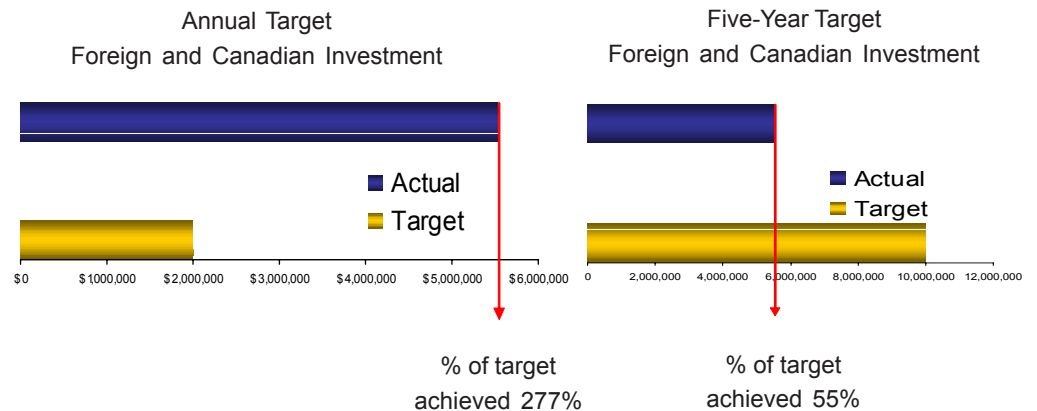 Annual Target
Foreign and Canadian Investment
Actual
Target
$0 $1000,000 $2,000,000 $3,000,000 $4,000,000 $5,000,000 $6,000,000
% of target
achieved 277%
Five-Year Target
Foreign and Canadian Investment
Actual
Target
0 2,000,000 4,000,000 6,000,000 8,000,000 10,000,000 12,000,000
% of target
achieved 55%